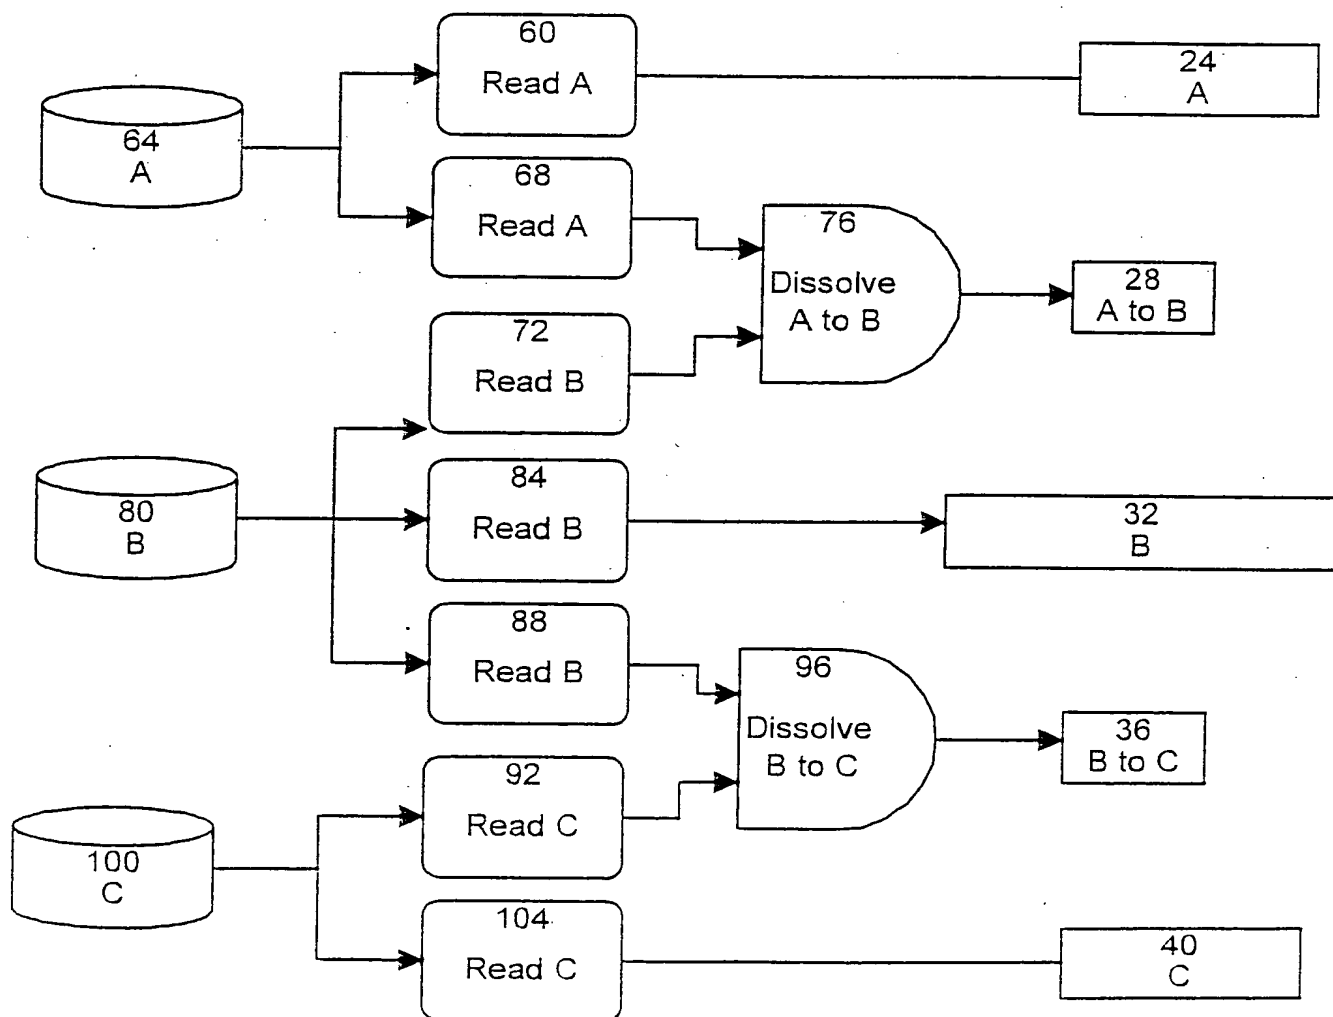 60
Read A
24
A
64
A
68
Read A
76
Dissolve
A to B
28
A to B
72
Read B
80
B
84
Read B
32
B
88
Read B
96
Dissolve
B to C
36
B to C
92
Read C
100
C
104
Read C
40
C